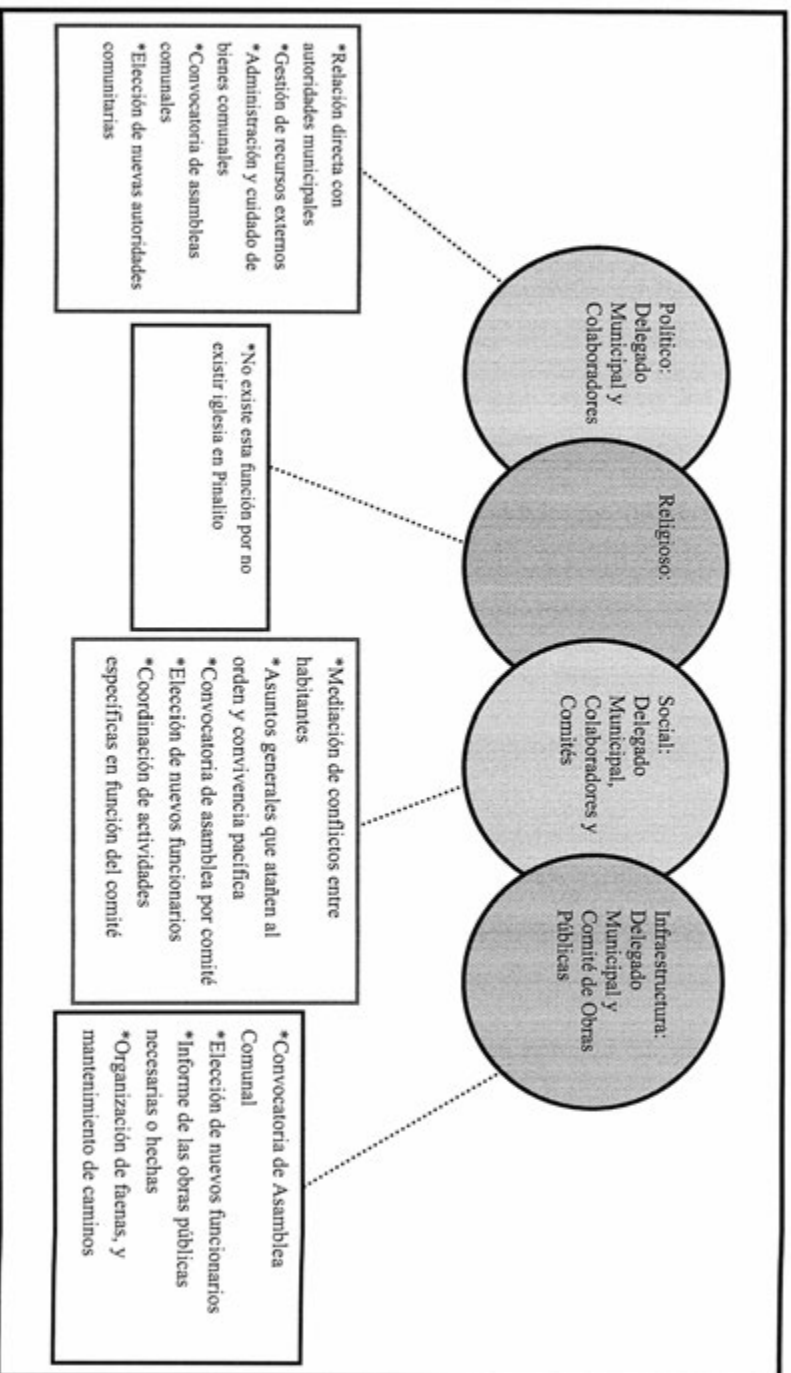 Político:
Delegado
Municipal y
Colaboradores
Religioso:
Social:
Delegado
Municipal,
Colaboradores y
Comités
Infraestructura:
Delegado
Municipal y
Comité de Obras
Públicas
*Relación directa con
autoridades municipales
*Gestión de recursos externos
*Administración y cuidado de
bienes comunales
*Convocatoria de asambleas
comunales
*Elección de nuevas autoridades
comunitarias
*No existe esta función por no
existir iglesia en Pinalito
*Mediación de conflictos entre
habitantes
*Asuntos generales que atañen al
orden y convivencia pacífica
*Convocatoria de asamblea por comité
*Elección de nuevos funcionarios
*Coordinación de actividades
específicas en función del comité
*Convocatoria de Asamblea
Comunal
*Elección de nuevos funcionarios
*Informe de las obras públicas
necesarias o hechas
*Organización de faenas, y
mantenimiento de caminos